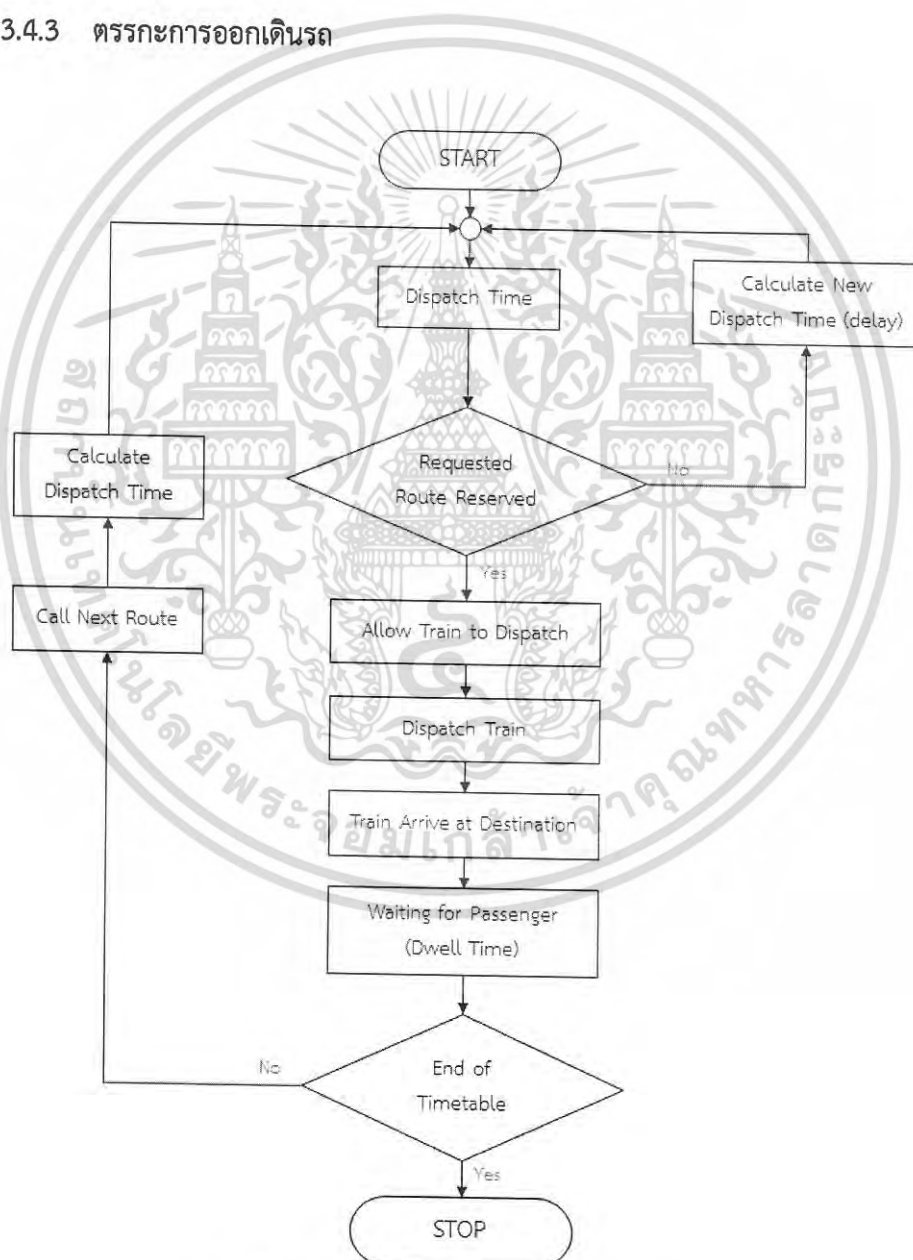 3.4.3 ตรรกะการออกเดินรถ
START
Dispatch Time
Calculate New
Dispatch Time (delay)
Requested
Route Reserved
No
Calculate
Dispatch Time
Yes
Call Next Route
Allow Train to Dispatch
Dispatch Train
Train Arrive at Destination
Waiting for Passenger
(Dwell Time)
No
End of
Timetable
Yes
STOP